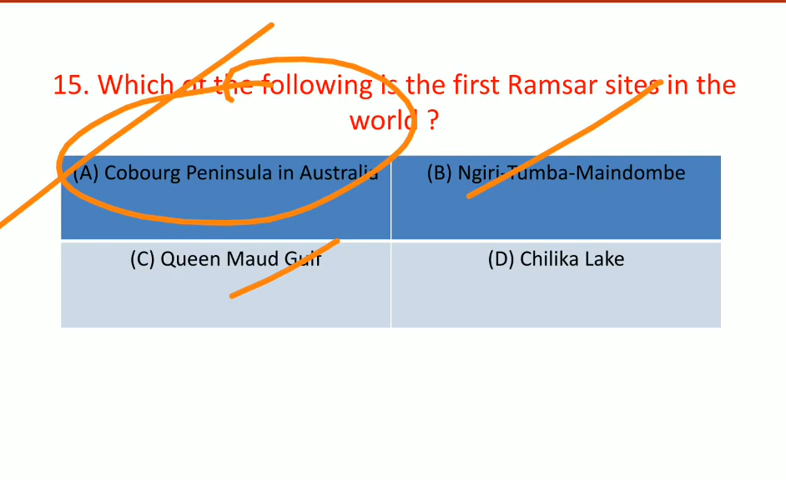 15. Which of the following is the first Ramsar sites in the
world ?
(A) Cobourg Peninsula in Australia
(B) Ngiri-Tumba-Maindombe
(C) Queen Maud Gulf
(D) Chilika Lake